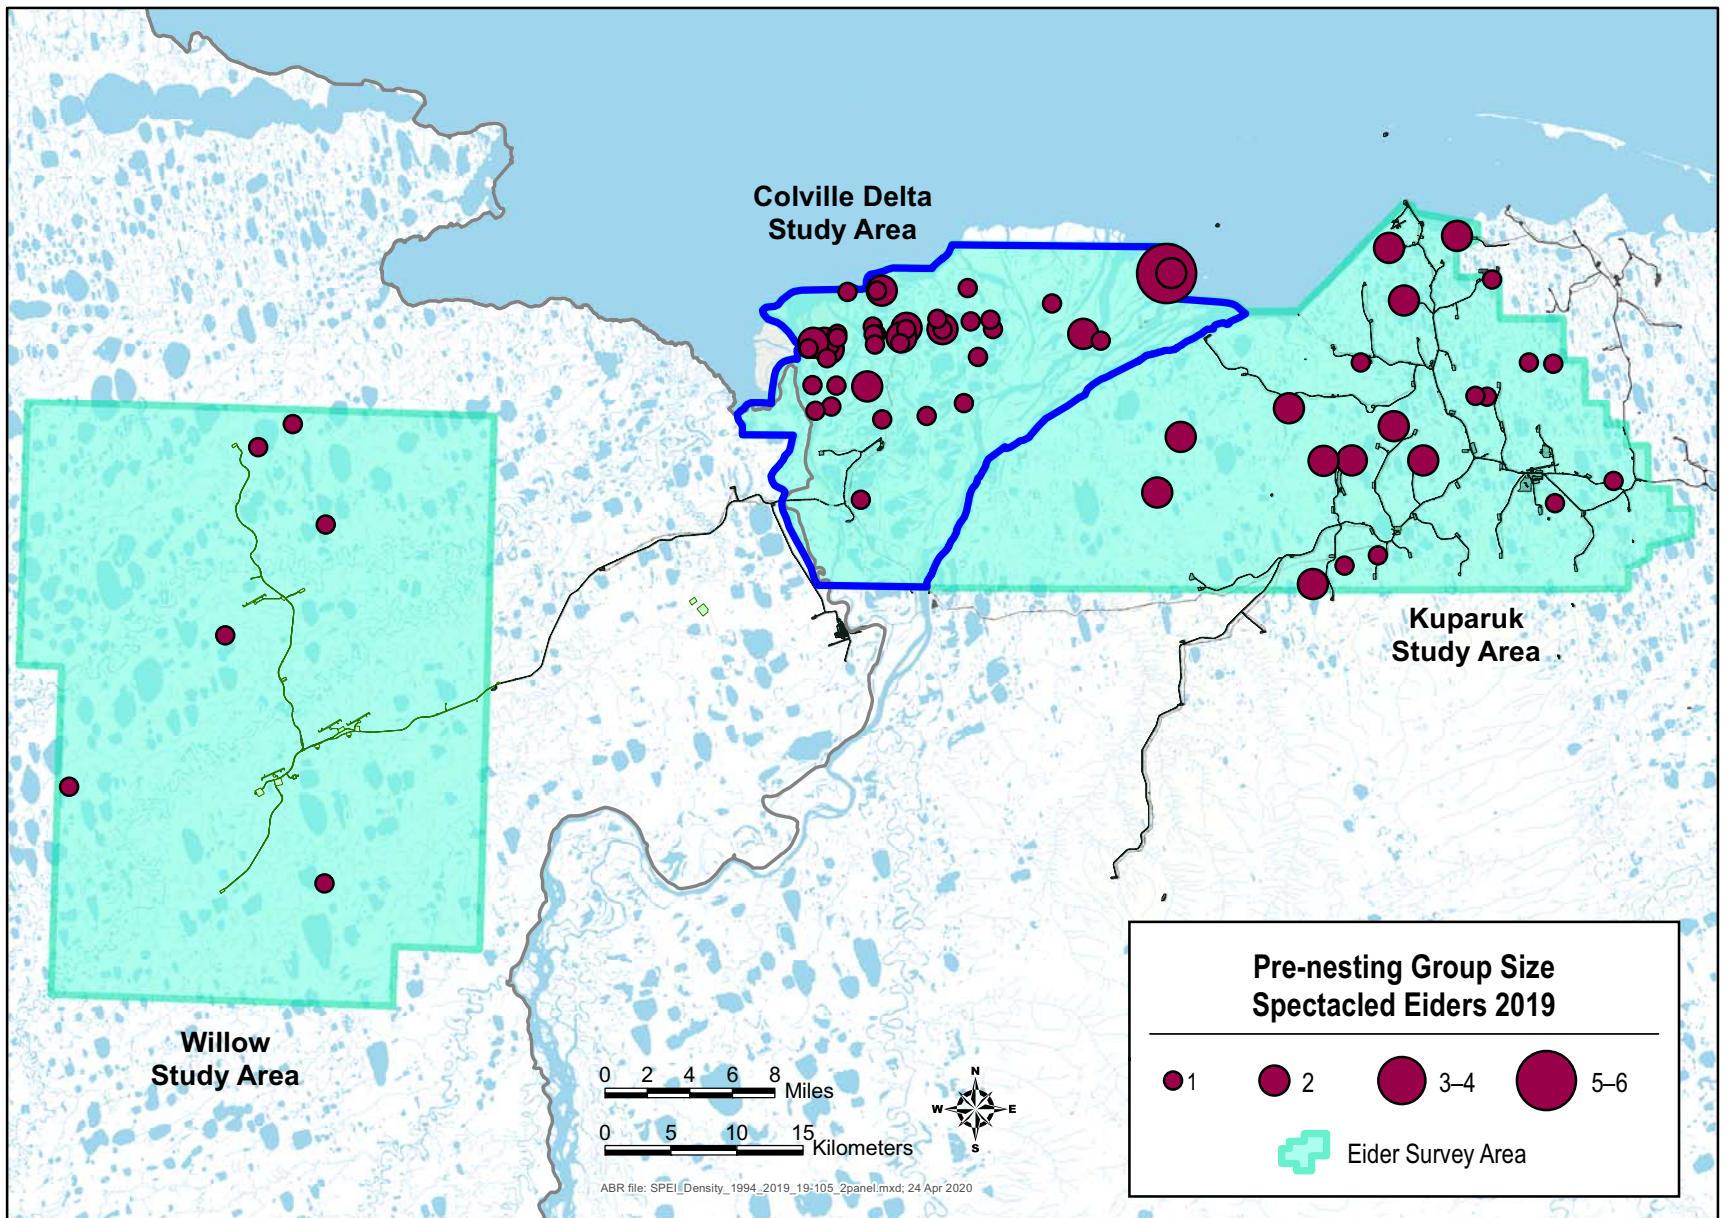 Colville Delta
Study Area
Kuparuk
Study Area
Willow
Study Area
0 2 4 6 8
Miles
0 5 10 15
Kilometers
N
W E
S
ABR file: SPEI_Density_1994_2019_19-105_2panel.mxd; 24 Apr 2020
Pre-nesting Group Size
Spectacled Eiders 2019
1 2 3–4 5–6
Eider Survey Area